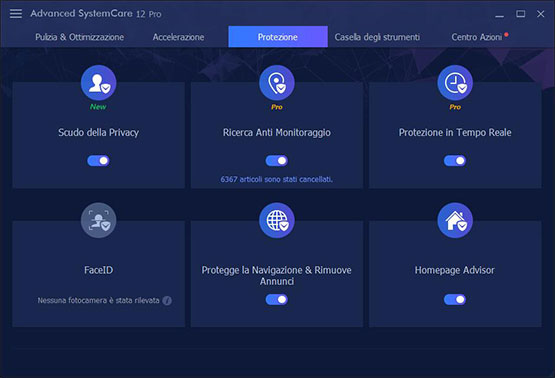 Advanced SystemCare 12 Pro
Pulizia & Ottimizzazione Accelerazione Protezione Casella degli strumenti Centro Azioni
New Pro Pro
Scudo della Privacy Ricerca Anti Monitoraggio Protezione in Tempo Reale
6367 articoli sono stati cancellati.
FaceID Protegge la Navigazione & Rimuove Homepage Advisor
Annunci
Nessuna fotocamera è stata rilevata i